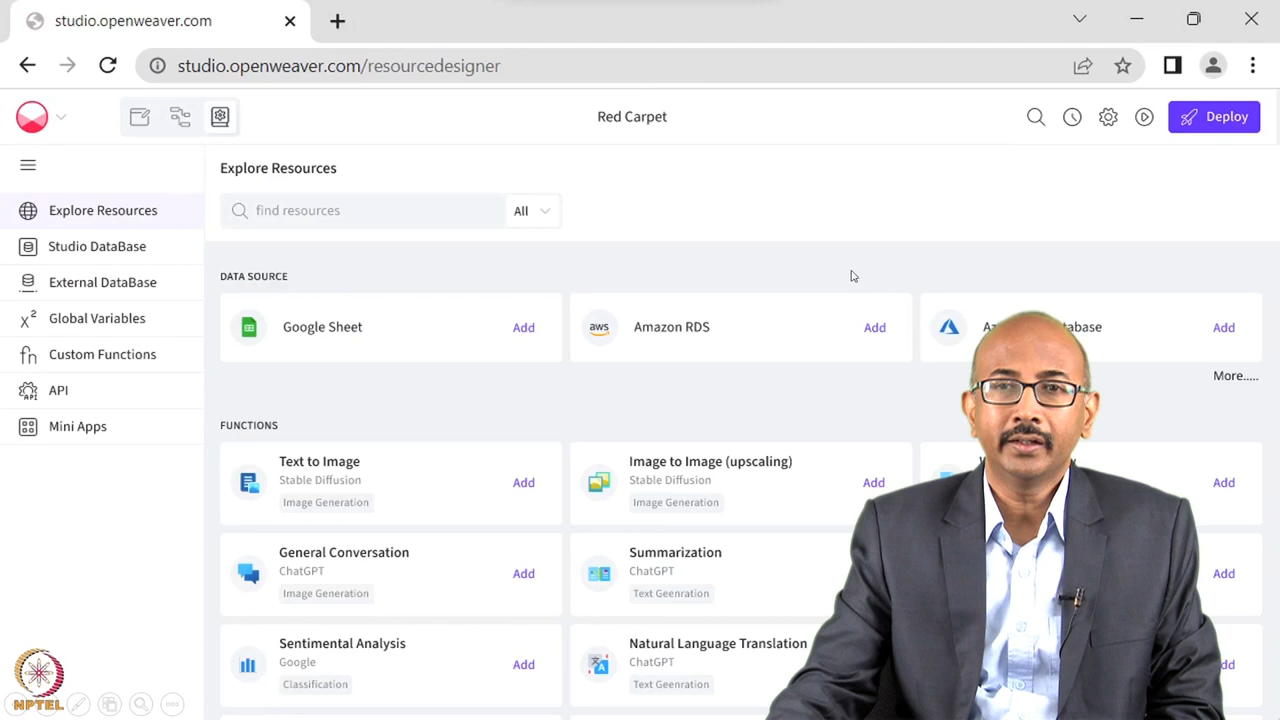 studio.openweaver.com
studio.openweaver.com/resourcedesigner
Red Carpet
Deploy
Explore Resources
Explore Resources
Studio DataBase
External DataBase
Global Variables
Custom Functions
API
API
Mini Apps
find resources
All
DATA SOURCE
Google Sheet
Add
aws
Amazon RDS
Add
Add
More.....
FUNCTIONS
Text to Image
Stable Diffusion
Image Generation
Add
Image to Image (upscaling)
Stable Diffusion
Image Generation
Add
Add
General Conversation
ChatGPT
Image Generation
Add
Summarization
ChatGPT
Text Geenration
Add
Sentimental Analysis
Google
Classification
Add
Natural Language Translation
ChatGPT
Text Geenration
NPTEL